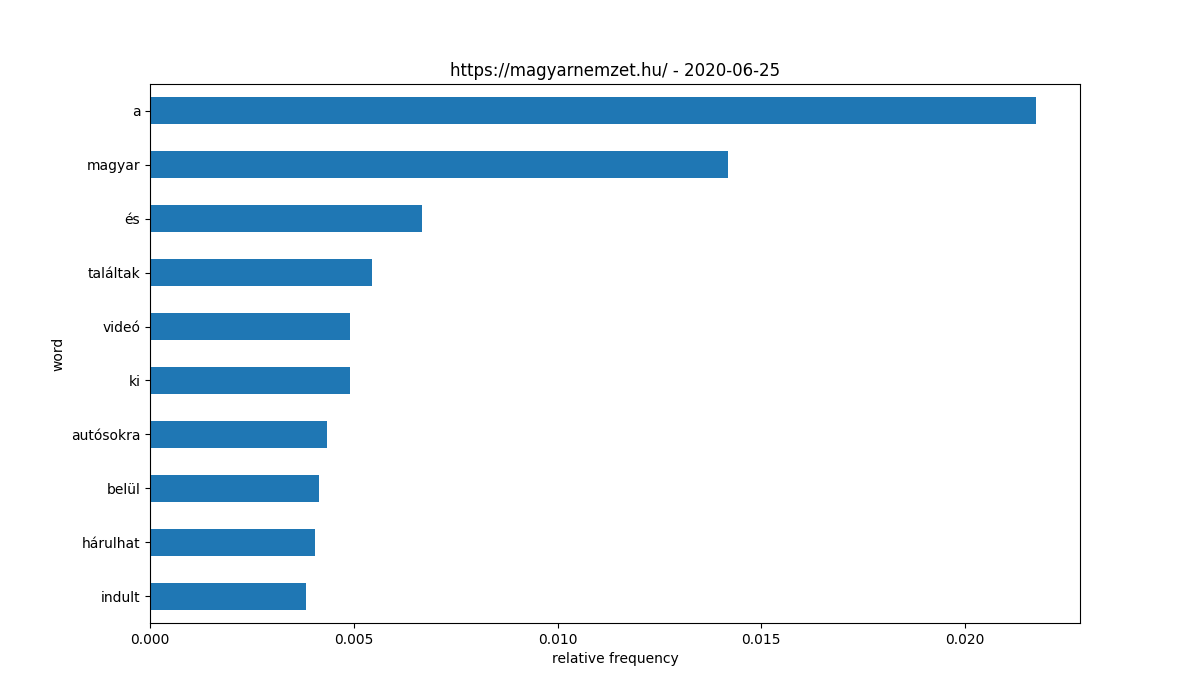 https://magyarnemzet.hu/ - 2020-06-25
a
magyar
és
találtak
videó
ki
autósokra
belül
hárulhat
indult
word
0.000 0.005 0.010 0.015 0.020
relative frequency